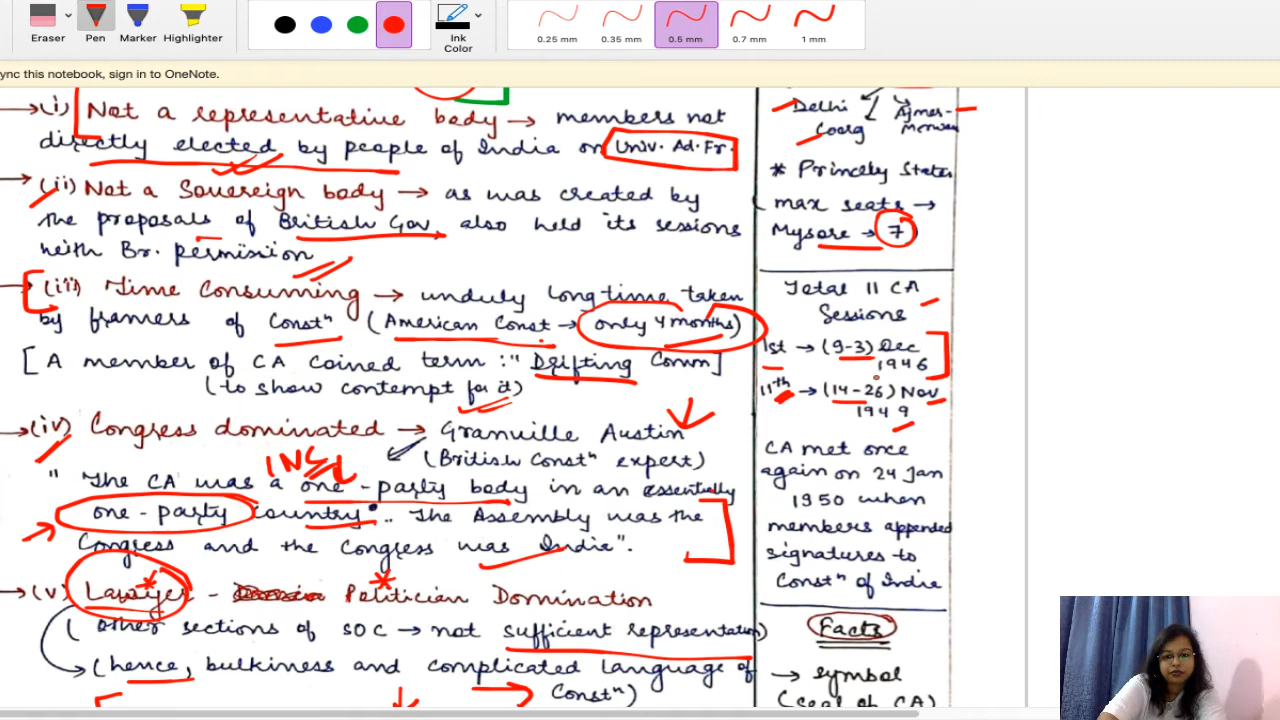 Eraser
Pen
Marker
Highlighter
Ink
Color
0.25 mm
0.35 mm
0.5 mm
0.7 mm
1 mm
ync this notebook, sign in to OneNote.
(i) Not a representative body → members not
directly elected by people of India on Univ. Ad. Fr.
(ii) Not a Sovereign body → as was created by
the proposals of British Gov also held its sessions
with Br. permission
(iii) Time Consuming → unduly long time taken
by framers of Constn (American Const → only 4 months)
[A member of CA coined term : "Drifting Comm]
(to show contempt for it)
(iv) Congress dominated → Granville Austin
(British Constn expert)
INC
" The CA was a one-party body in an essentially
one-party country".. The Assembly was the
Congress and the Congress was India".
(v) Lawyer - Politician Domination
( other sections of SOC → not sufficient representation)
→ (hence, bulkiness and complicated language of
Constn)
Delhi
Ajmer-
Coorg
Merwara
* Princely States
max seats →
Mysore → 7
Total 11 CA
Sessions
1st → (9-3) Dec
1946
11th → (14-26) Nov
1949
CA met once
again on 24 Jan
1950 when
members appended
signatures to
Constn of India
Facts
→ symbol
(seal of CA)